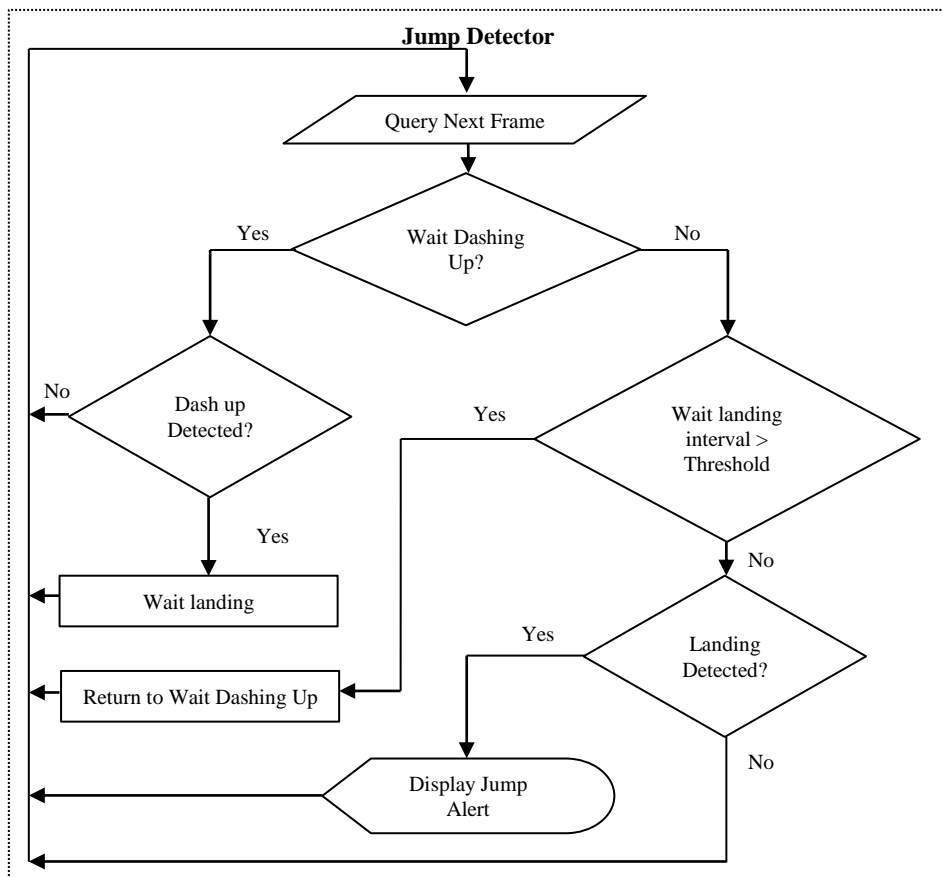 Jump Detector
Query Next Frame
Yes
Wait Dashing
Up?
No
No
Dash up
Detected?
Yes
Wait landing
interval >
Threshold
Yes
No
Wait landing
Yes
Landing
Detected?
Return to Wait Dashing Up
No
Display Jump
Alert